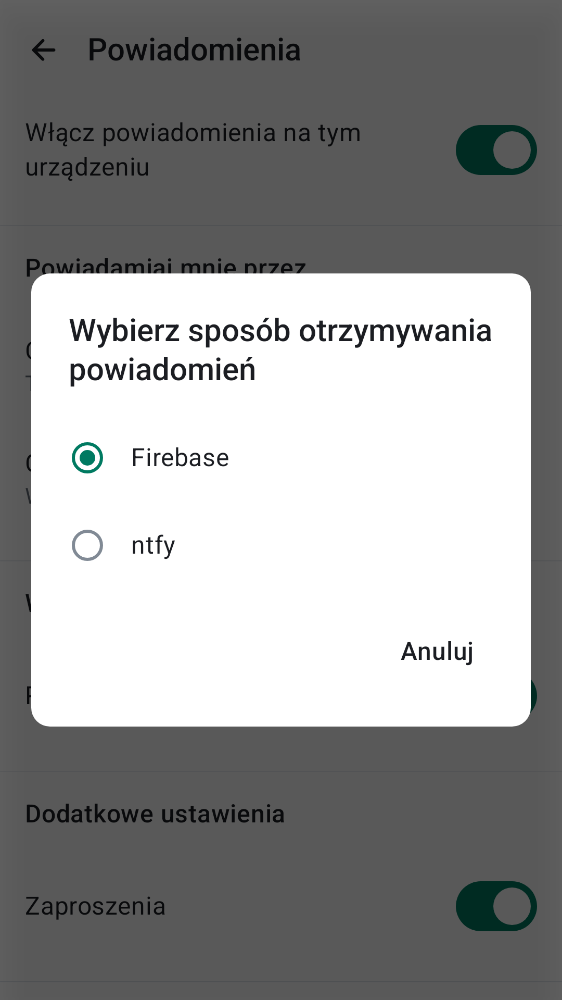 Powiadomienia
Włącz powiadomienia na tym
urządzeniu
Powiadamiaj mnie przez
Wybierz sposób otrzymywania
powiadomień
Firebase
ntfy
Anuluj
Dodatkowe ustawienia
Zaproszenia